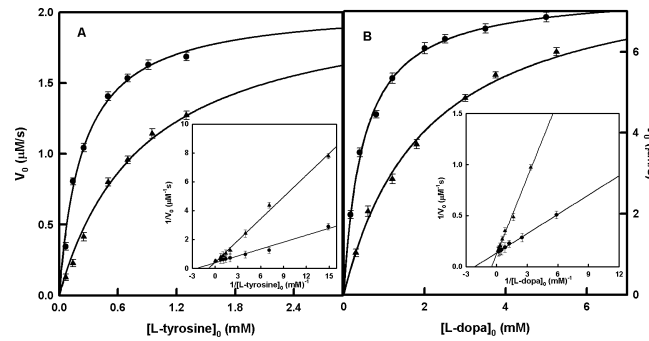 A
V₀ (μM/s)
2.0
1.5
1.0
0.5
0.0
0.0 0.6 1.2 1.8 2.4
[L-tyrosine]₀ (mM)
1/V₀ (μM⁻¹s)
10
8
6
4
2
0
-3 0 3 6 9 12 15
1/[L-tyrosine]₀ (mM)⁻¹
B
6
4
2
0
0 2 4 6
[L-dopa]₀ (mM)
1/V₀ (μM⁻¹s)
1.5
1.0
0.5
0.0
-3 0 3 6 9 12
1/[L-dopa]₀ (mM)⁻¹